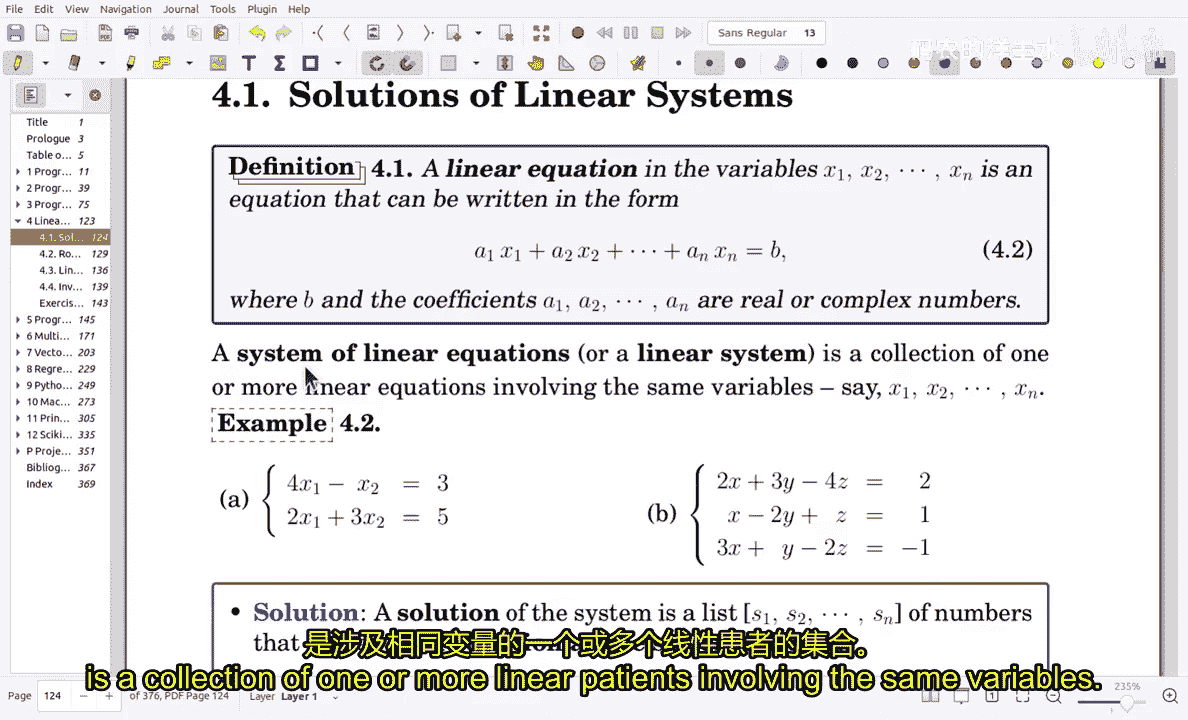 File Edit View Navigation Journal Tools Plugin Help
Sans Regular 13
4.1. Solutions of Linear Systems
Title 1
Prologue 3
Table o... 5
1 Progr... 11
2 Progr... 39
3 Progr... 75
4 Linea... 123
4.1. Sol... 124
4.2. Ro... 129
4.3. Lin... 136
4.4. Inv... 139
Exercis... 143
5 Progr... 145
6 Multi... 171
7 Vecto... 203
8 Regre... 229
9 Pytho... 249
10 Mac... 273
11 Prin... 305
12 Sciki... 335
P Proje... 351
Bibliog... 367
Index 369
Definition 4.1. A linear equation in the variables x₁, x₂, ⋯ , xₙ is an
equation that can be written in the form
a₁ x₁ + a₂ x₂ + ⋯ + aₙ xₙ = b, (4.2)
where b and the coefficients a₁, a₂, ⋯ , aₙ are real or complex numbers.
A system of linear equations (or a linear system) is a collection of one
or more linear equations involving the same variables – say, x₁, x₂, ⋯ , xₙ.
Example 4.2.
(a) { 4x₁ − x₂ = 3
2x₁ + 3x₂ = 5
(b) { 2x + 3y − 4z = 2
x − 2y + z = 1
3x + y − 2z = −1
• Solution: A solution of the system is a list [s₁, s₂, ⋯ , sₙ] of numbers
that
是涉及相同变量的一个或多个线性患者的集合。
is a collection of one or more linear patients involving the same variables.
Page 124 of 376, PDF Page 124 Layer Layer 1 235%